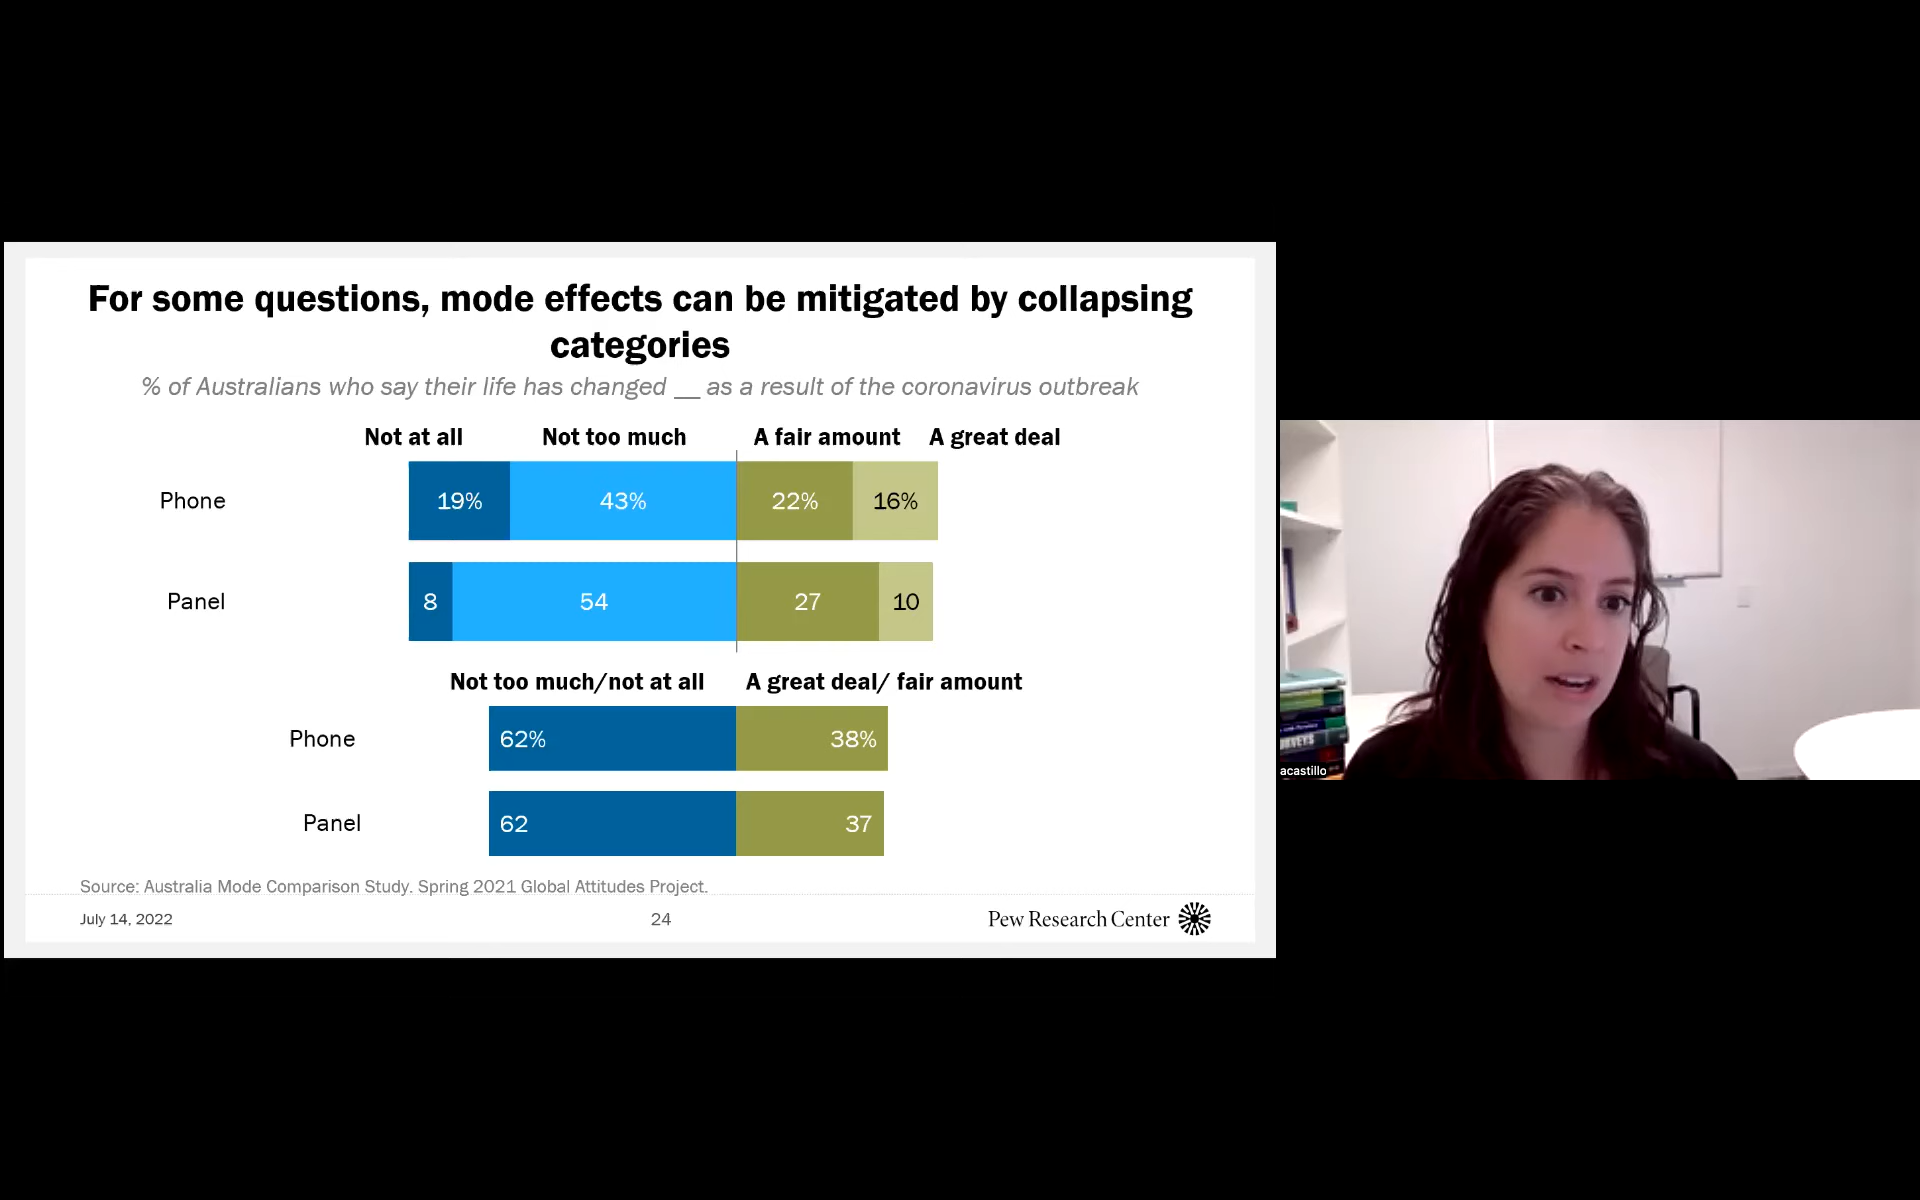 For some questions, mode effects can be mitigated by collapsing
categories
% of Australians who say their life has changed __ as a result of the coronavirus outbreak
Not at all Not too much A fair amount A great deal
Phone 19% 43% 22% 16%
Panel 8 54 27 10
Not too much/not at all A great deal/ fair amount
Phone 62% 38%
Panel 62 37
Source: Australia Mode Comparison Study. Spring 2021 Global Attitudes Project.
July 14, 2022 24 Pew Research Center
acastillo